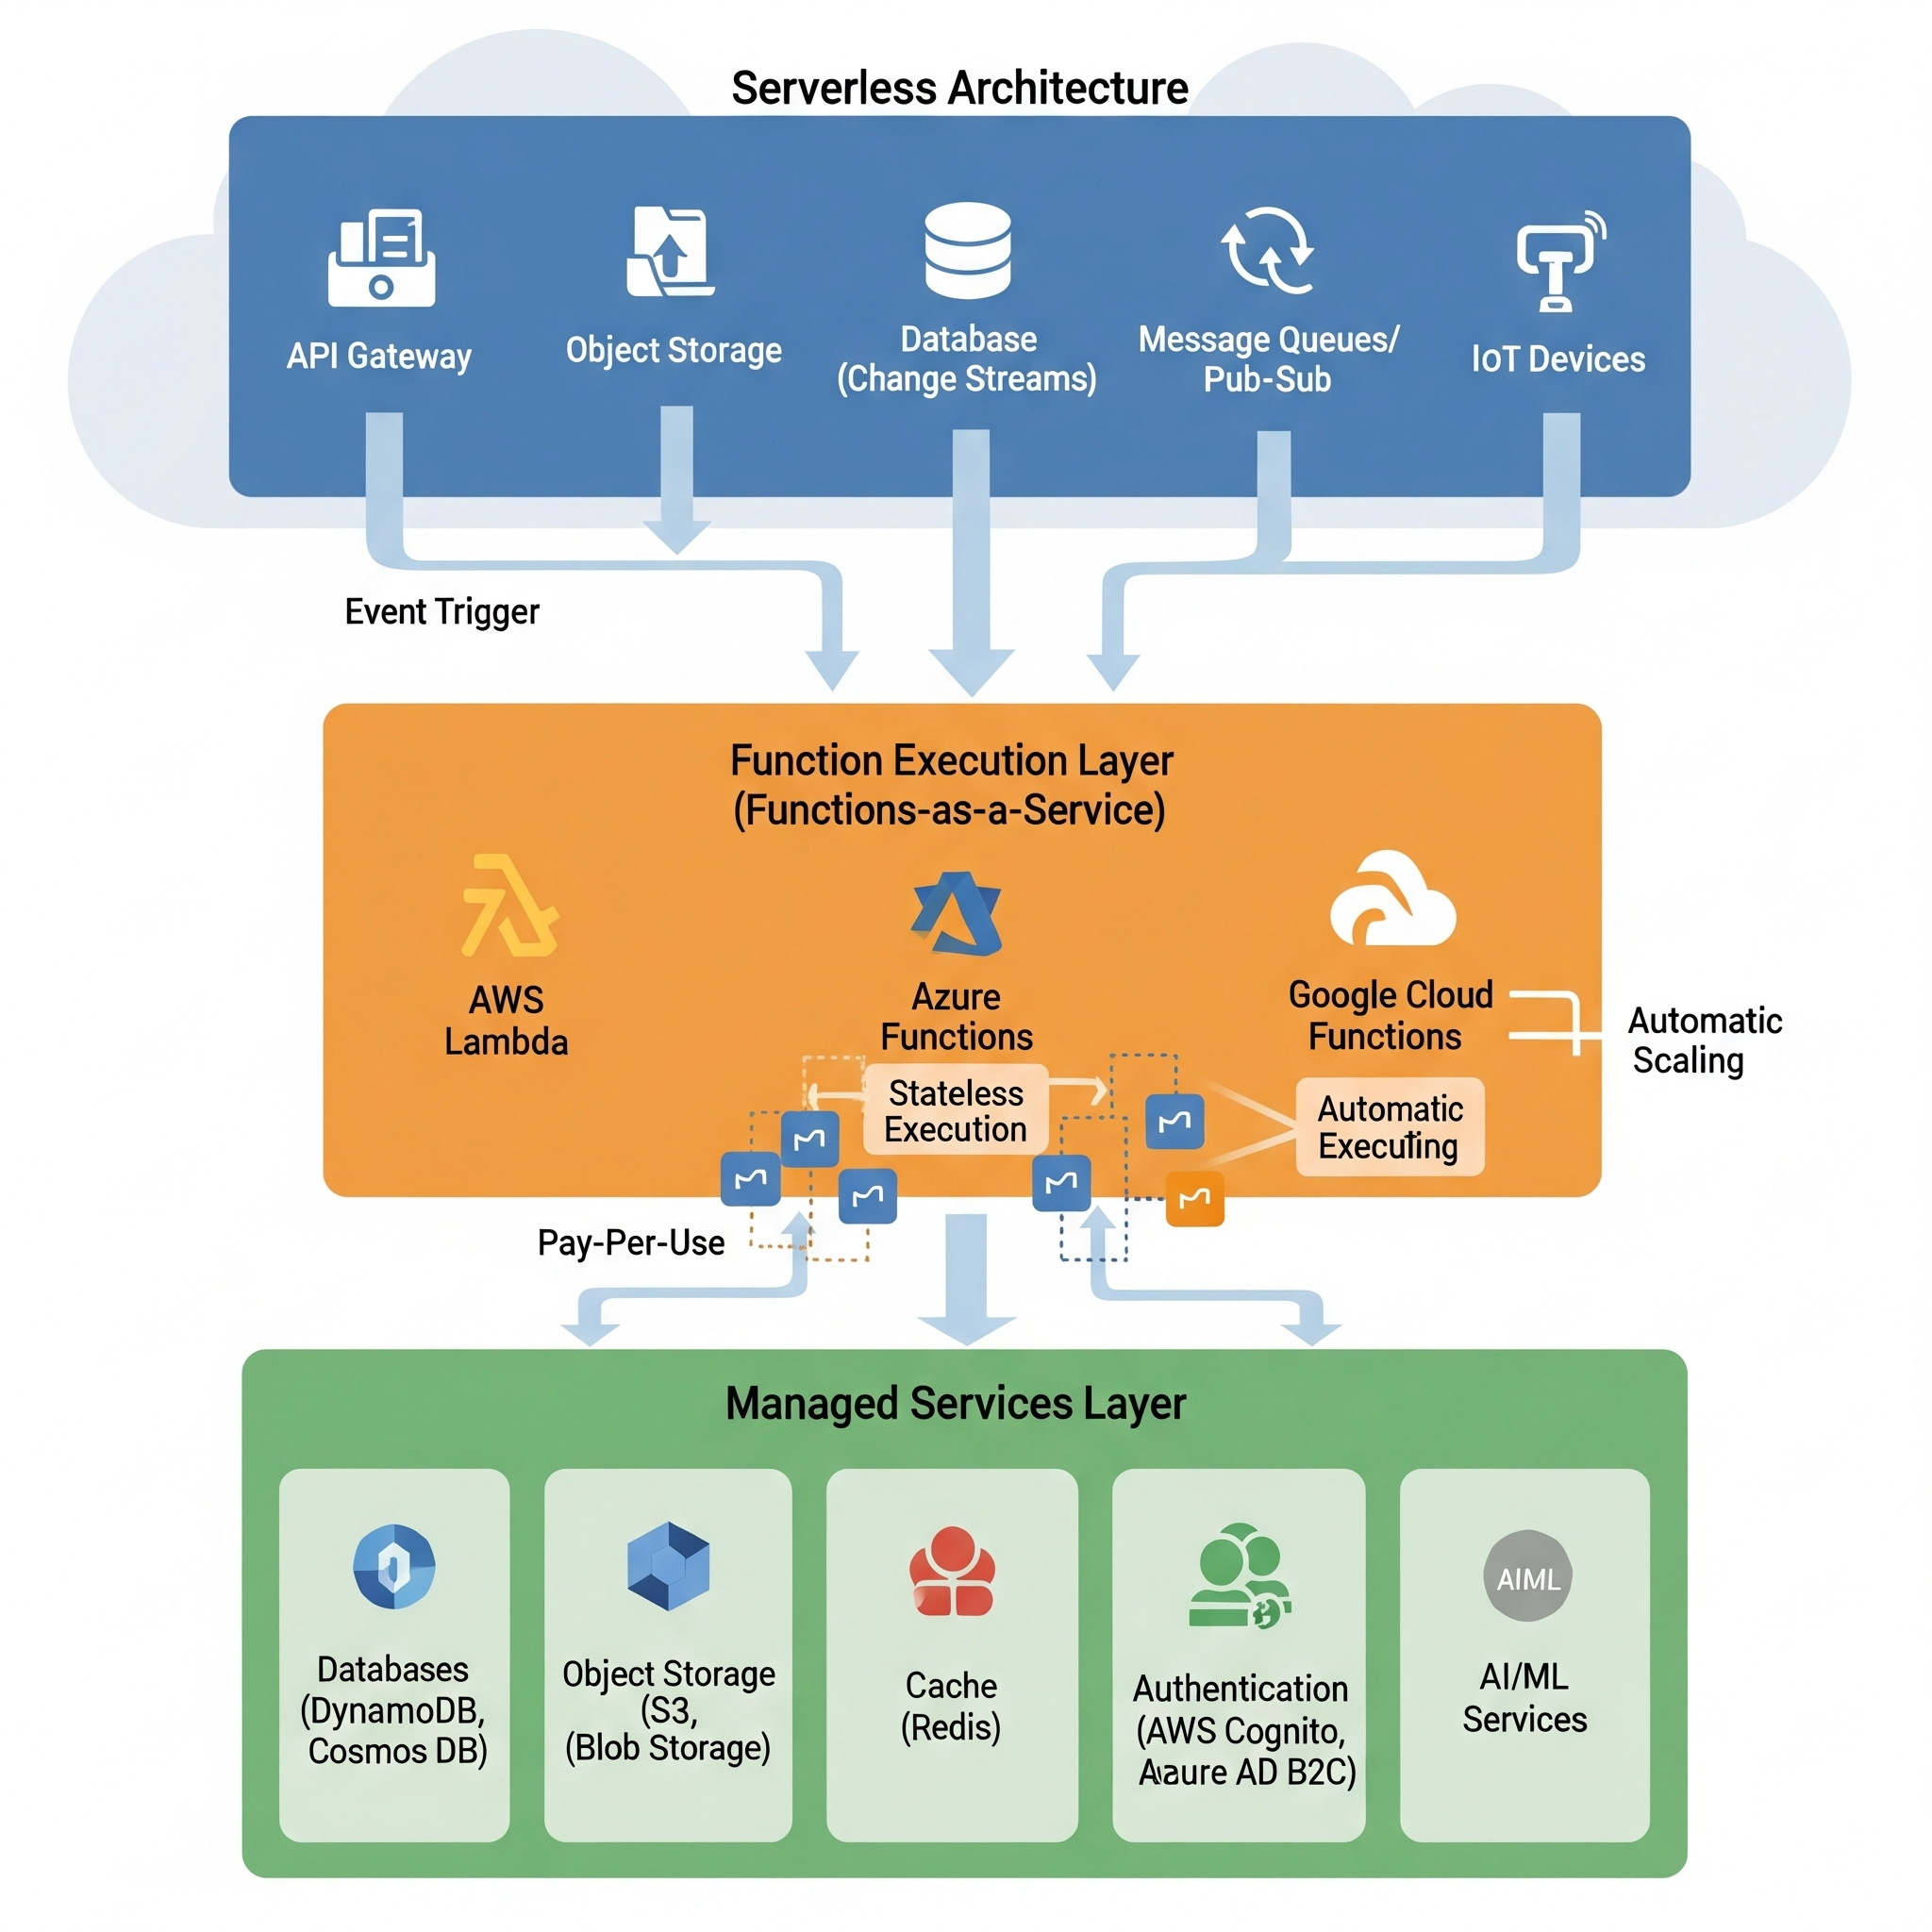 Serverless Architecture
API Gateway
Object Storage
Database
(Change Streams)
Message Queues/
Pub-Sub
IoT Devices
Event Trigger
Function Execution Layer
(Functions-as-a-Service)
AWS
Lambda
Azure
Functions
Google Cloud
Functions
Automatic
Scaling
Stateless
Execution
Automatic
Executing
Pay-Per-Use
Managed Services Layer
Databases
(DynamoDB,
Cosmos DB)
Object Storage
(S3,
(Blob Storage)
Cache
(Redis)
Authentication
(AWS Cognito,
Aaure AD B2C)
AIML
AI/ML
Services